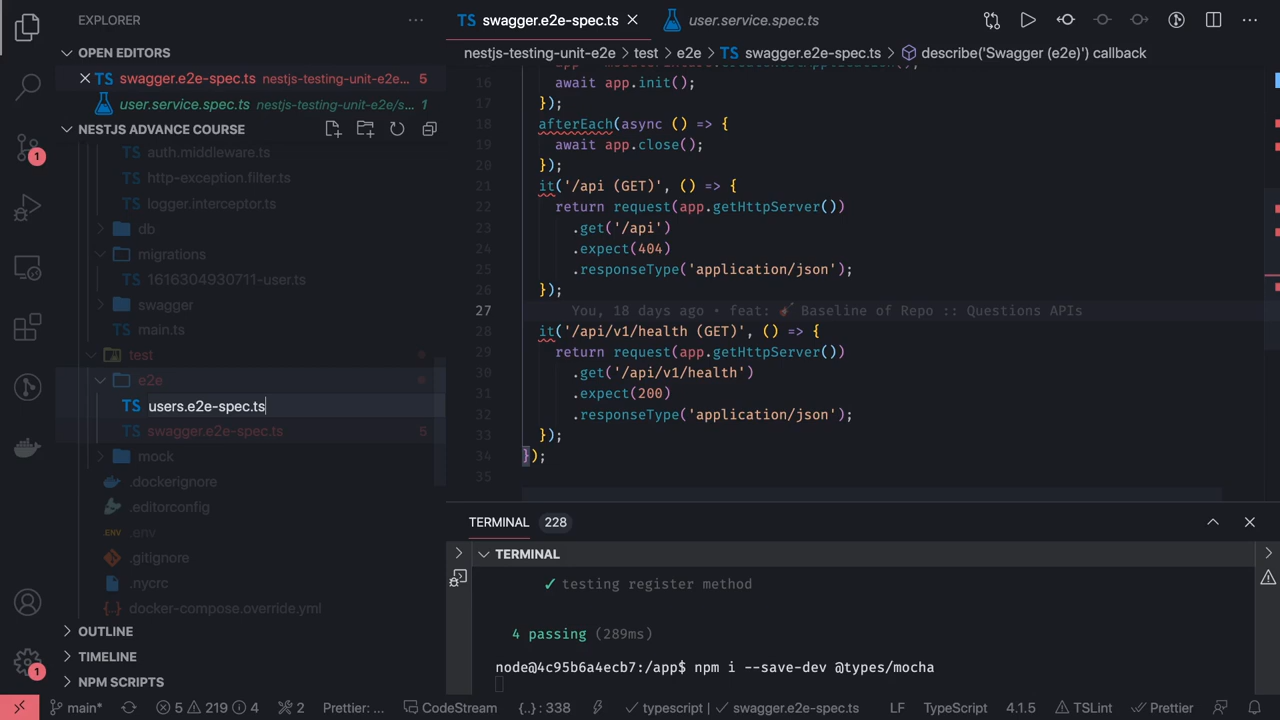 EXPLORER
OPEN EDITORS
TS swagger.e2e-spec.ts nestjs-testing-unit-e2e... 5
user.service.spec.ts nestjs-testing-unit-e2e/s... 1
NESTJS ADVANCE COURSE
TS auth.middleware.ts
TS http-exception.filter.ts
TS logger.interceptor.ts
db
migrations
TS 1616304930711-user.ts
swagger
TS main.ts
test
e2e
TS users.e2e-spec.ts
TS swagger.e2e-spec.ts 5
mock
.dockerignore
.editorconfig
.env
.gitignore
.nycrc
docker-compose.override.yml
OUTLINE
TIMELINE
NPM SCRIPTS
1
1
TS swagger.e2e-spec.ts
user.service.spec.ts
nestjs-testing-unit-e2e > test > e2e > TS swagger.e2e-spec.ts > describe('Swagger (e2e)') callback
16 await app.init();
17 });
18 afterEach(async () => {
19 await app.close();
20 });
21 it('/api (GET)', () => {
22 return request(app.getHttpServer())
23 .get('/api')
24 .expect(404)
25 .responseType('application/json');
26 });
27 You, 18 days ago • feat: 🎸 Baseline of Repo :: Questions APIs
28 it('/api/v1/health (GET)', () => {
29 return request(app.getHttpServer())
30 .get('/api/v1/health')
31 .expect(200)
32 .responseType('application/json');
33 });
34 });
35
TERMINAL 228
TERMINAL
✓ testing register method
4 passing (289ms)
node@4c95b6a4ecb7:/app$ npm i --save-dev @types/mocha
main* 5 219 4 2 Prettier: ... CodeStream {..} : 338 typescript | swagger.e2e-spec.ts LF TypeScript 4.1.5 TSLint Prettier